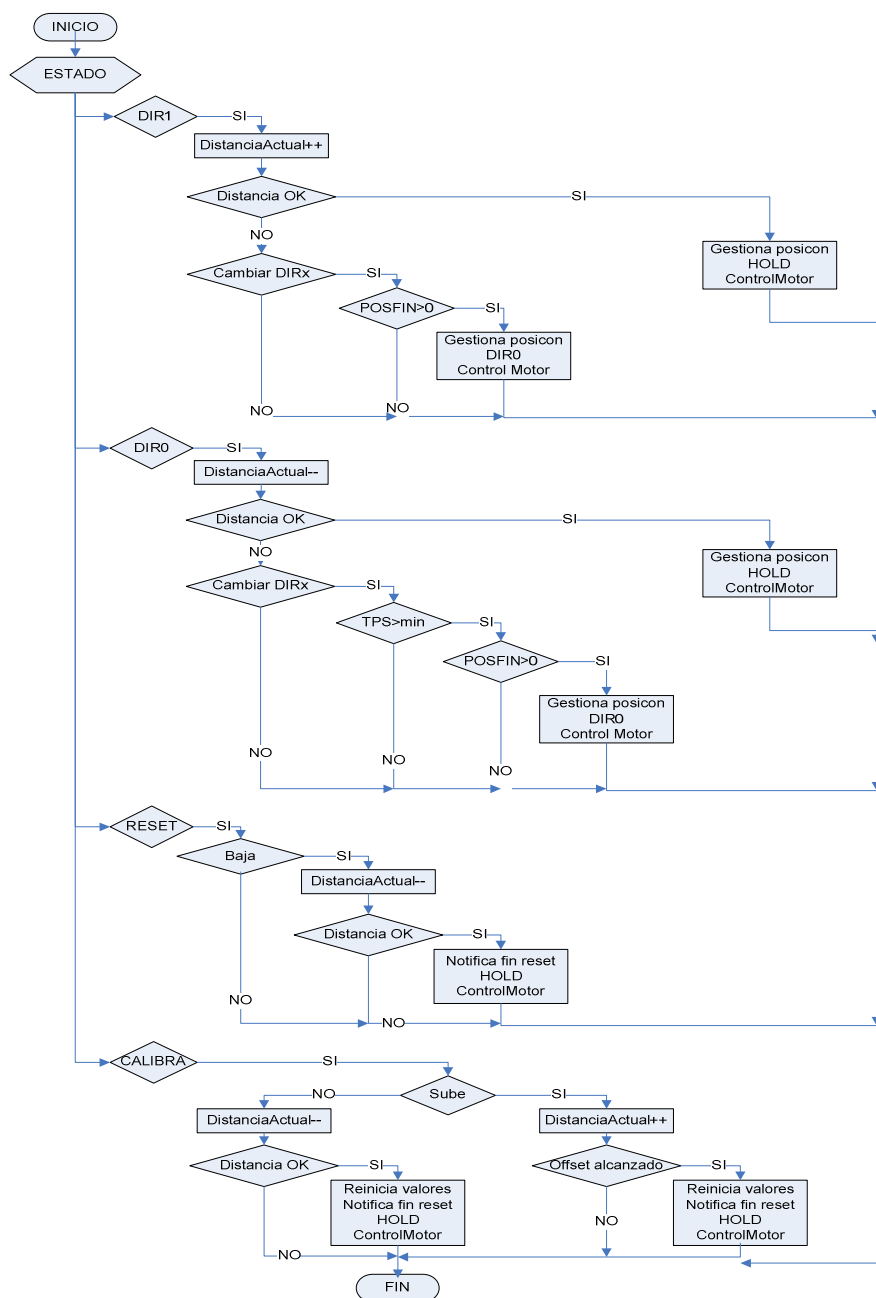 INICIO
ESTADO
DIR1
SI
DistanciaActual++
Distancia OK
SI
NO
Gestiona posicon
HOLD
ControlMotor
Cambiar DIRx
SI
POSFIN>0
SI
Gestiona posicon
DIR0
Control Motor
NO
NO
DIR0
SI
DistanciaActual--
Distancia OK
SI
NO
Gestiona posicon
HOLD
ControlMotor
Cambiar DIRx
SI
TPS>min
SI
POSFIN>0
SI
Gestiona posicon
DIR0
Control Motor
NO
NO
NO
RESET
SI
Baja
SI
DistanciaActual--
Distancia OK
SI
Notifica fin reset
HOLD
ControlMotor
NO
NO
CALIBRA
SI
Sube
NO
SI
DistanciaActual--
DistanciaActual++
Distancia OK
SI
Offset alcanzado
SI
Reinicia valores
Notifica fin reset
HOLD
ControlMotor
Reinicia valores
Notifica fin reset
HOLD
ControlMotor
NO
NO
FIN